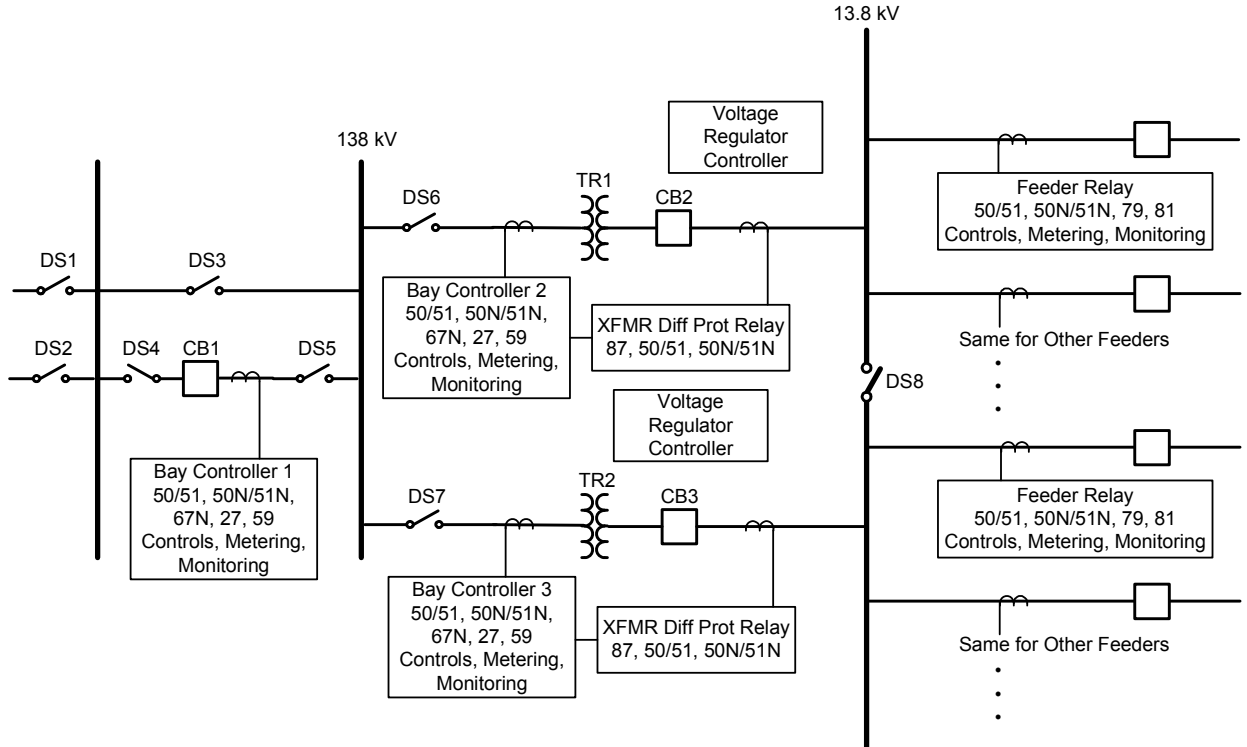 13.8 kV
138 kV
Voltage
Regulator
Controller
DS1
DS3
DS2
DS4
CB1
DS5
Bay Controller 1
50/51, 50N/51N,
67N, 27, 59
Controls, Metering,
Monitoring
DS6
TR1
CB2
Bay Controller 2
50/51, 50N/51N,
67N, 27, 59
Controls, Metering,
Monitoring
XFMR Diff Prot Relay
87, 50/51, 50N/51N
Voltage
Regulator
Controller
DS7
TR2
CB3
Bay Controller 3
50/51, 50N/51N,
67N, 27, 59
Controls, Metering,
Monitoring
XFMR Diff Prot Relay
87, 50/51, 50N/51N
DS8
Feeder Relay
50/51, 50N/51N, 79, 81
Controls, Metering, Monitoring
Same for Other Feeders
Feeder Relay
50/51, 50N/51N, 79, 81
Controls, Metering, Monitoring
Same for Other Feeders